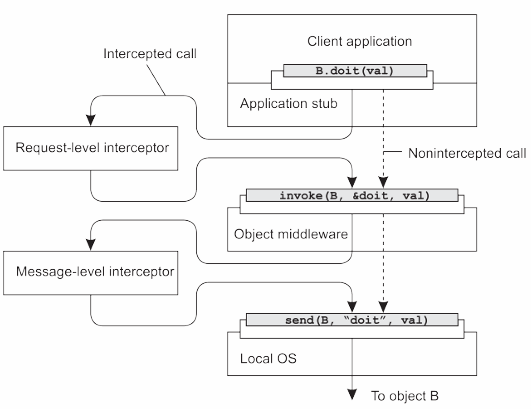 Client application
Intercepted call
B.doit(val)
Application stub
Request-level interceptor
Nonintercepted call
invoke(B, &doit, val)
Object middleware
Message-level interceptor
send(B, “doit”, val)
Local OS
To object B